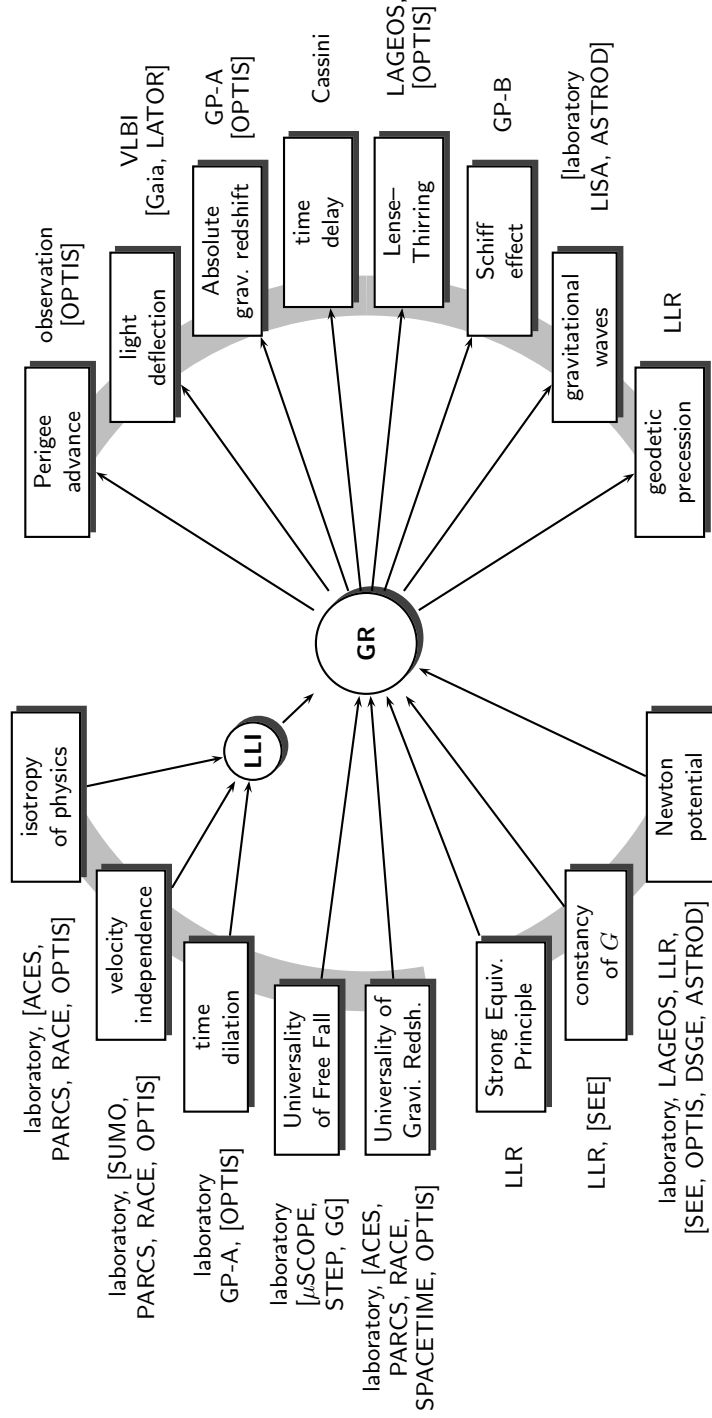 isotropy
of physics
laboratory, [ACES,
PARCS, RACE, OPTIS]
velocity
independence
laboratory, [SUMO,
PARCS, RACE, OPTIS]
time
dilation
laboratory
GP-A, [OPTIS]
Universality
of Free Fall
laboratory
[μSCOPE,
STEP, GG]
Universality of
Gravi. Redsh.
laboratory, [ACES,
PARCS, RACE,
SPACETIME, OPTIS]
Strong Equiv.
Principle
LLR
constancy
of G
LLR, [SEE]
Newton
potential
laboratory, LAGEOS, LLR,
[SEE, OPTIS, DSGE, ASTROD]
LLI
GR
Perigee
advance
observation
[OPTIS]
light
deflection
VLBI
[Gaia, LATOR]
Absolute
grav. redshift
GP-A
[OPTIS]
time
delay
Cassini
Lense–
Thirring
LAGEOS,
[OPTIS]
Schiff
effect
GP-B
gravitational
waves
[laboratory
LISA, ASTROD]
geodetic
precession
LLR